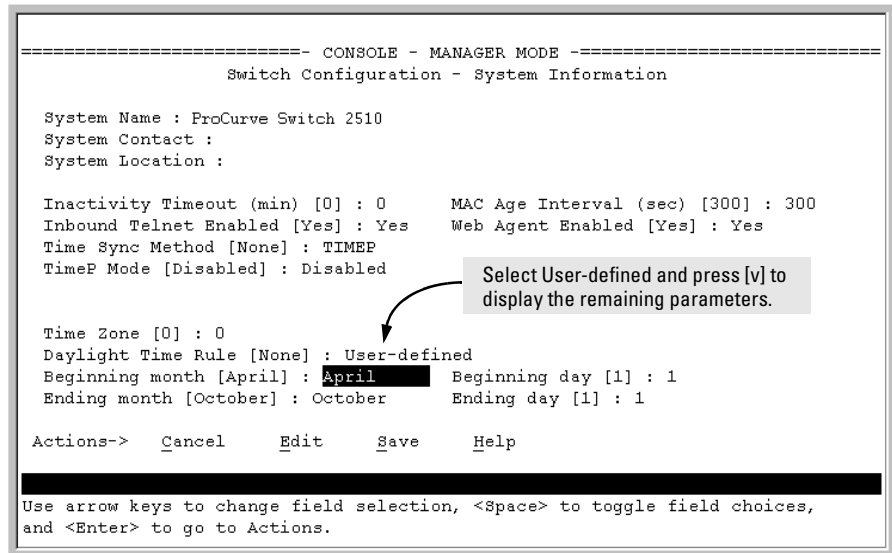 ==========================- CONSOLE - MANAGER MODE -============================
Switch Configuration - System Information
System Name : ProCurve Switch 2510
System Contact :
System Location :
Inactivity Timeout (min) [0] : 0 MAC Age Interval (sec) [300] : 300
Inbound Telnet Enabled [Yes] : Yes Web Agent Enabled [Yes] : Yes
Time Sync Method [None] : TIMEP
TimeP Mode [Disabled] : Disabled
Select User-defined and press [v] to
display the remaining parameters.
Time Zone [0] : 0
Daylight Time Rule [None] : User-defined
Beginning month [April] : April Beginning day [1] : 1
Ending month [October] : October Ending day [1] : 1
Actions-> Cancel Edit Save Help
Use arrow keys to change field selection, <Space> to toggle field choices,
and <Enter> to go to Actions.